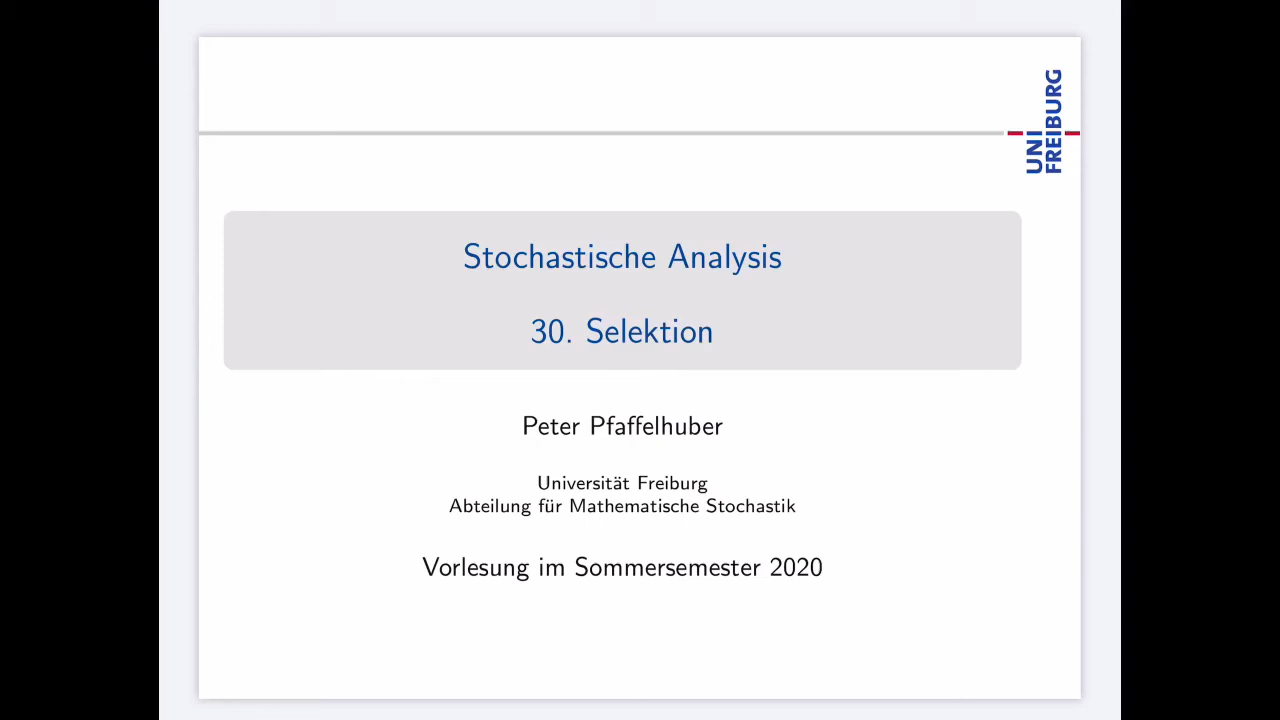 UNI
FREIBURG
Stochastische Analysis
30. Selektion
Peter Pfaffelhuber
Universität Freiburg
Abteilung für Mathematische Stochastik
Vorlesung im Sommersemester 2020